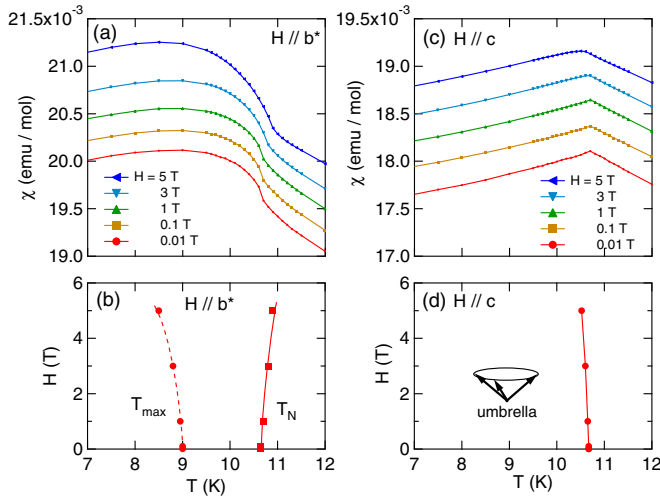 21.5x10⁻³
(a)
H // b*
21.0
20.5
20.0
19.5
19.0
χ (emu / mol)
H = 5 T
3 T
1 T
0.1 T
0.01 T
19.5x10⁻³
(c)
H // c
19.0
18.5
18.0
17.5
17.0
χ (emu / mol)
H = 5 T
3 T
1 T
0.1 T
0.01 T
(b)
H // b*
6
4
2
0
H (T)
T_max
T_N
7 8 9 10 11 12
T (K)
(d)
H // c
6
4
2
0
H (T)
umbrella
7 8 9 10 11 12
T (K)